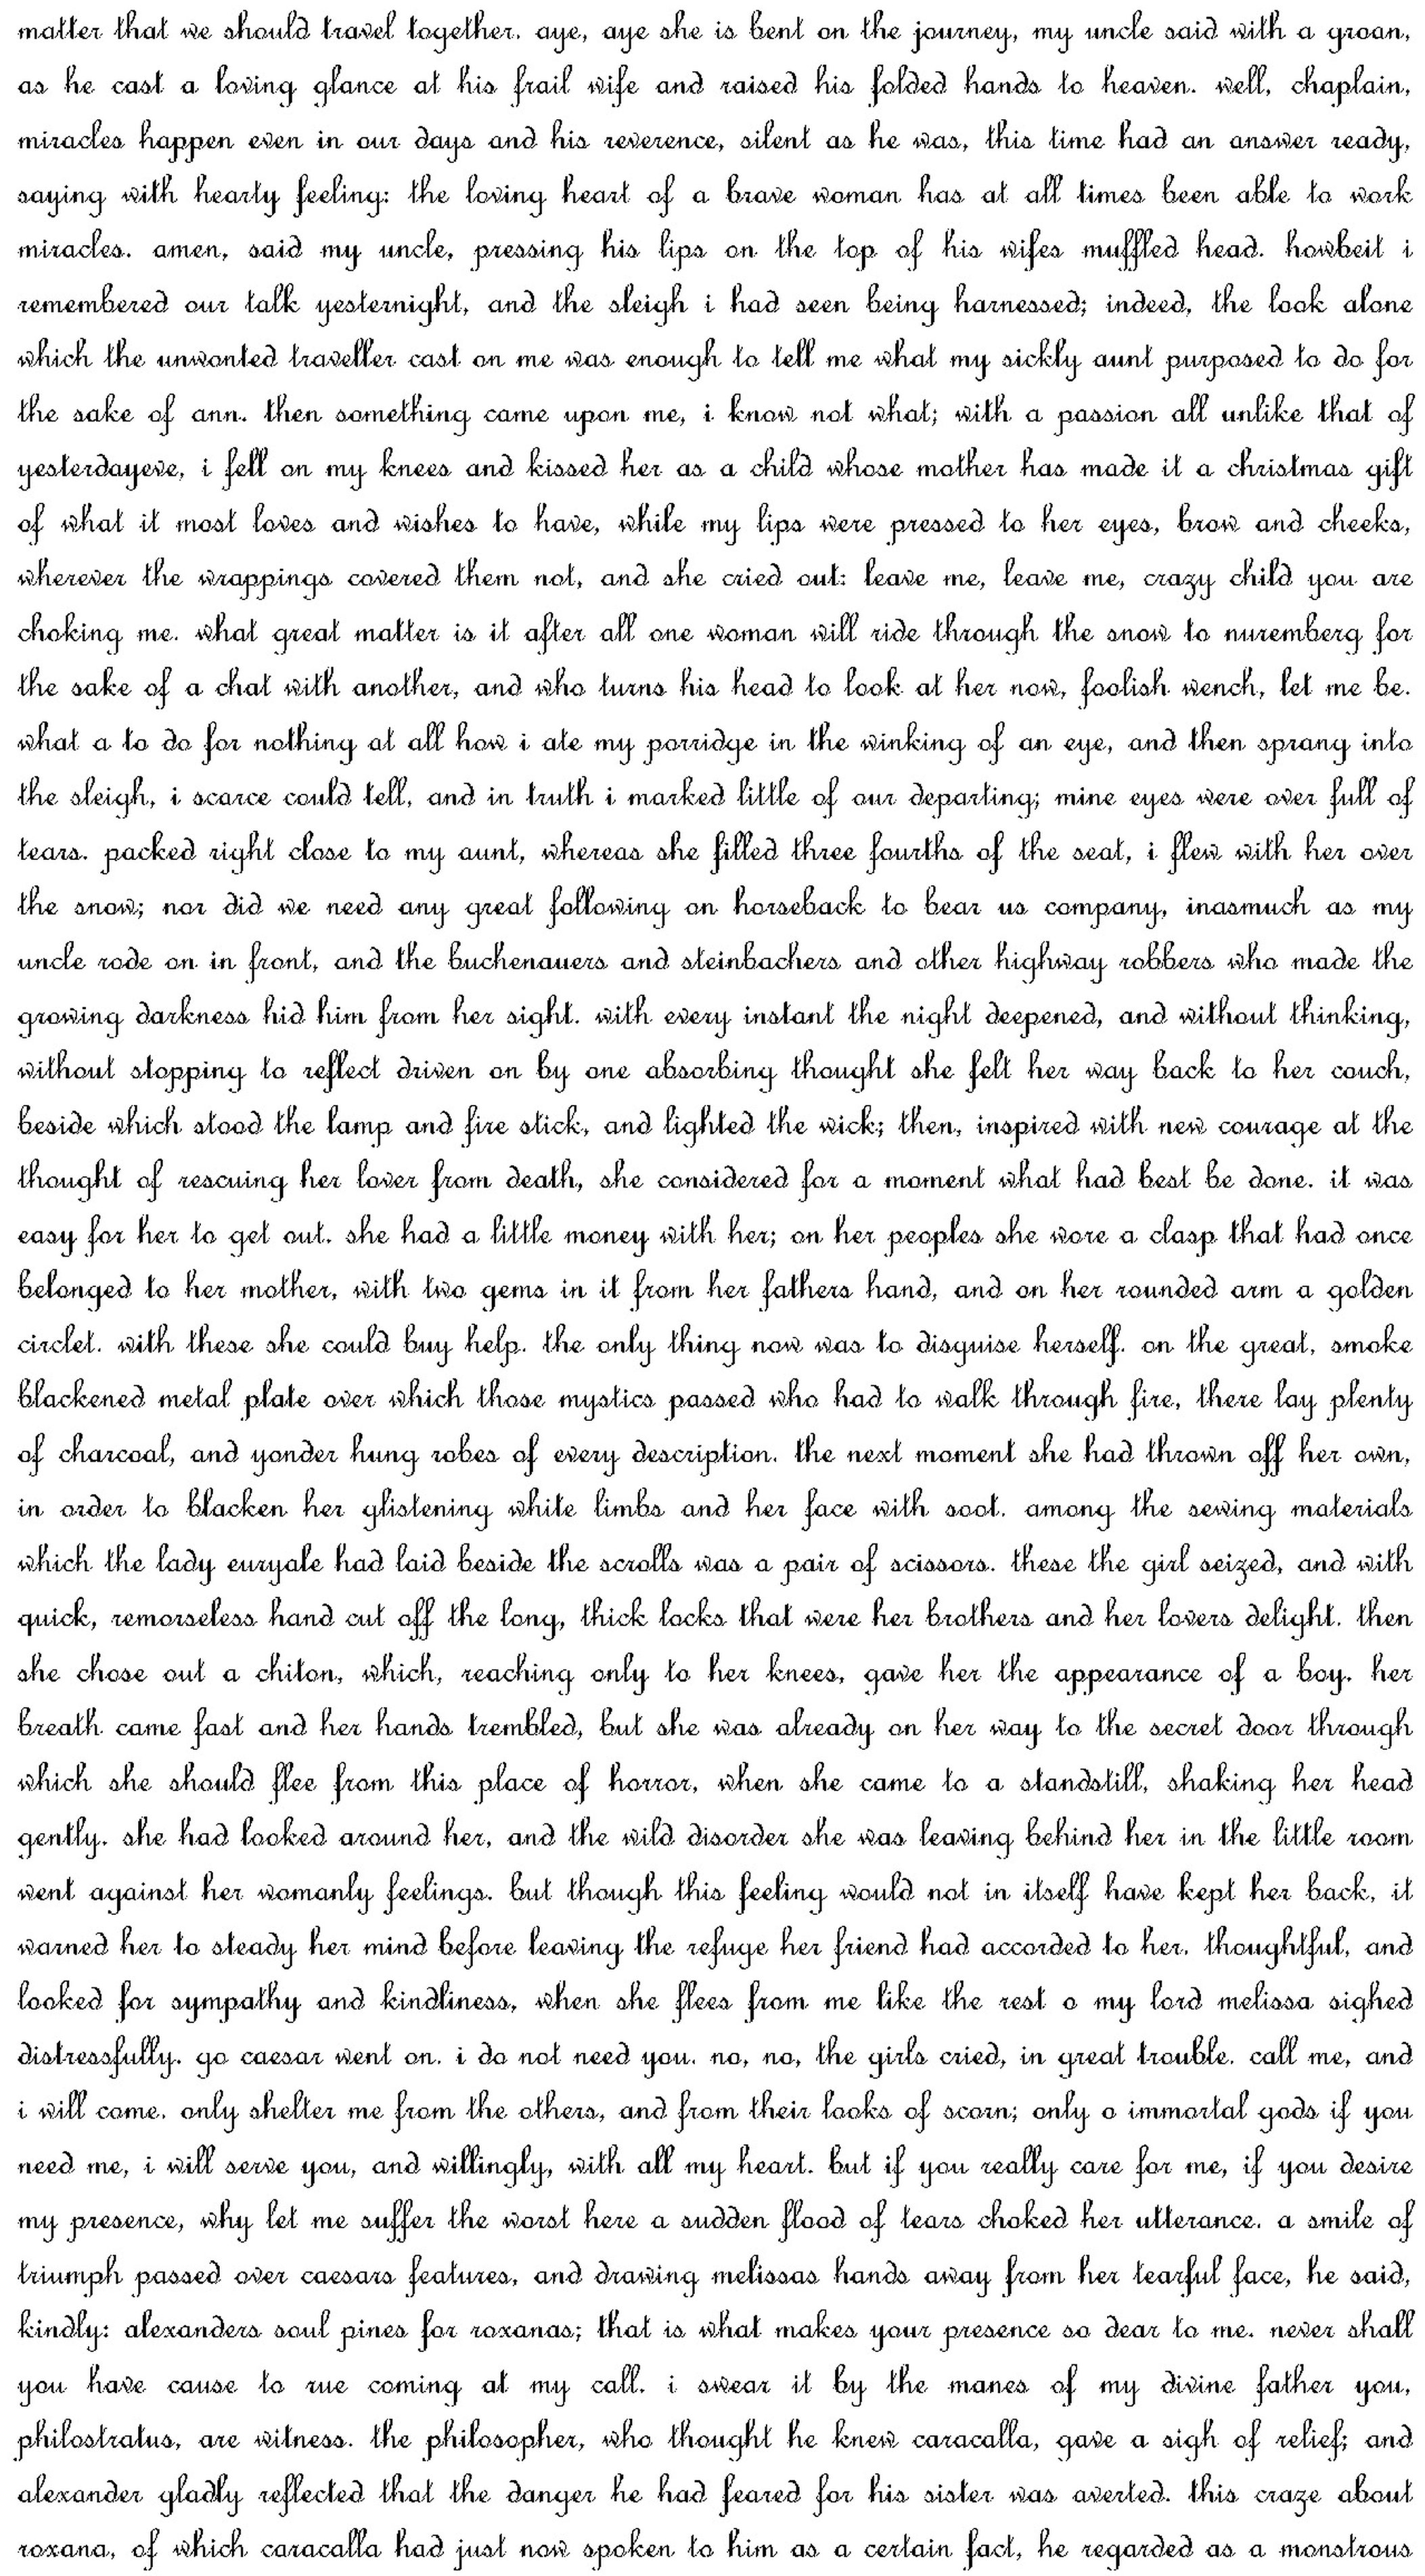 matter that we should travel together. aye, aye she is bent on the journey, my uncle said with a groan,
as he cast a loving glance at his frail wife and raised his folded hands to heaven. well, chaplain,
miracles happen even in our days and his reverence, silent as he was, this time had an answer ready,
saying with hearty feeling: the loving heart of a brave woman has at all times been able to work
miracles. amen, said my uncle, pressing his lips on the top of his wifes muffled head. howbeit i
remembered our talk yesternight, and the sleigh i had seen being harnessed; indeed, the look alone
which the unwonted traveller cast on me was enough to tell me what my sickly aunt purposed to do for
the sake of ann. then something came upon me, i know not what; with a passion all unlike that of
yesterdayeve, i fell on my knees and kissed her as a child whose mother has made it a christmas gift
of what it most loves and wishes to have, while my lips were pressed to her eyes, brow and cheeks,
wherever the wrappings covered them not, and she cried out: leave me, leave me, crazy child you are
choking me. what great matter is it after all one woman will ride through the snow to nuremberg for
the sake of a chat with another, and who turns his head to look at her now, foolish wench, let me be.
what a to do for nothing at all how i ate my porridge in the winking of an eye, and then sprang into
the sleigh, i scarce could tell, and in truth i marked little of our departing; mine eyes were over full of
tears. packed right close to my aunt, whereas she filled three fourths of the seat, i flew with her over
the snow; nor did we need any great following on horseback to bear us company, inasmuch as my
uncle rode on in front, and the buchenauers and steinbachers and other highway robbers who made the
growing darkness hid him from her sight. with every instant the night deepened, and without thinking,
without stopping to reflect driven on by one absorbing thought she felt her way back to her couch,
beside which stood the lamp and fire stick, and lighted the wick; then, inspired with new courage at the
thought of rescuing her lover from death, she considered for a moment what had best be done. it was
easy for her to get out. she had a little money with her; on her peoples she wore a clasp that had once
belonged to her mother, with two gems in it from her fathers hand, and on her rounded arm a golden
circlet. with these she could buy help. the only thing now was to disguise herself. on the great, smoke
blackened metal plate over which those mystics passed who had to walk through fire, there lay plenty
of charcoal, and yonder hung robes of every description. the next moment she had thrown off her own,
in order to blacken her glistening white limbs and her face with soot. among the sewing materials
which the lady euryale had laid beside the scrolls was a pair of scissors. these the girl seized, and with
quick, remorseless hand cut off the long, thick locks that were her brothers and her lovers delight. then
she chose out a chiton, which, reaching only to her knees, gave her the appearance of a boy. her
breath came fast and her hands trembled, but she was already on her way to the secret door through
which she should flee from this place of horror, when she came to a standstill, shaking her head
gently. she had looked around her, and the wild disorder she was leaving behind her in the little room
went against her womanly feelings. but though this feeling would not in itself have kept her back, it
warned her to steady her mind before leaving the refuge her friend had accorded to her. thoughtful, and
looked for sympathy and kindliness, when she flees from me like the rest o my lord melissa sighed
distressfully. go caesar went on. i do not need you. no, no, the girls cried, in great trouble. call me, and
i will come. only shelter me from the others, and from their looks of scorn; only o immortal gods if you
need me, i will serve you, and willingly, with all my heart. but if you really care for me, if you desire
my presence, why let me suffer the worst here a sudden flood of tears choked her utterance. a smile of
triumph passed over caesars features, and drawing melissas hands away from her tearful face, he said,
kindly: alexanders soul pines for roxanas; that is what makes your presence so dear to me. never shall
you have cause to rue coming at my call. i swear it by the manes of my divine father you,
philostratus, are witness. the philosopher, who thought he knew caracalla, gave a sigh of relief; and
alexander gladly reflected that the danger he had feared for his sister was averted. this craze about
roxana, of which caracalla had just now spoken to him as a certain fact, he regarded as a monstrous